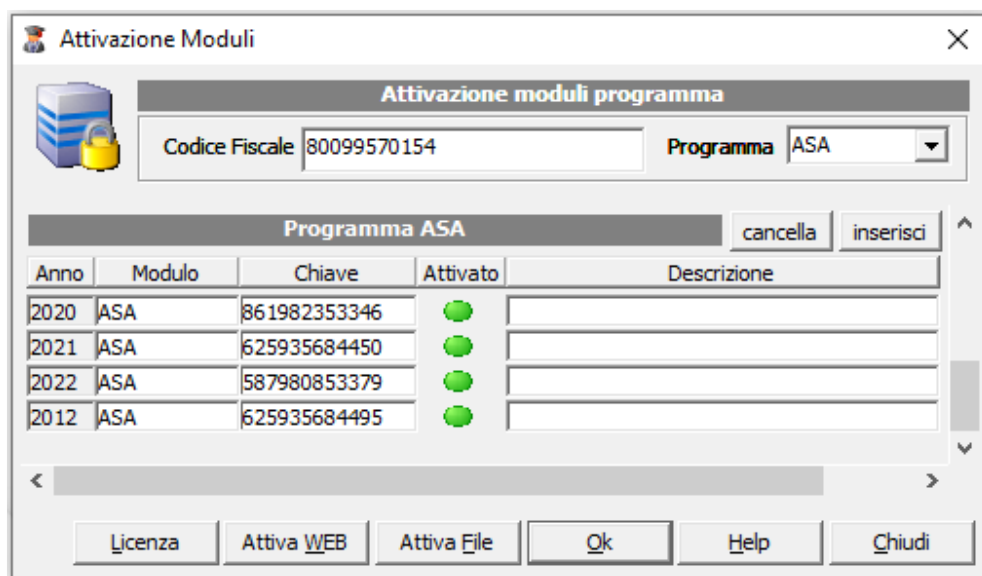 Attivazione Moduli
Attivazione moduli programma
Codice Fiscale 80099570154 Programma ASA
Programma ASA cancella inserisci
Anno Modulo Chiave Attivato Descrizione
2020 ASA 861982353346
2021 ASA 625935684450
2022 ASA 587980853379
2012 ASA 625935684495
Licenza Attiva WEB Attiva File Ok Help Chiudi